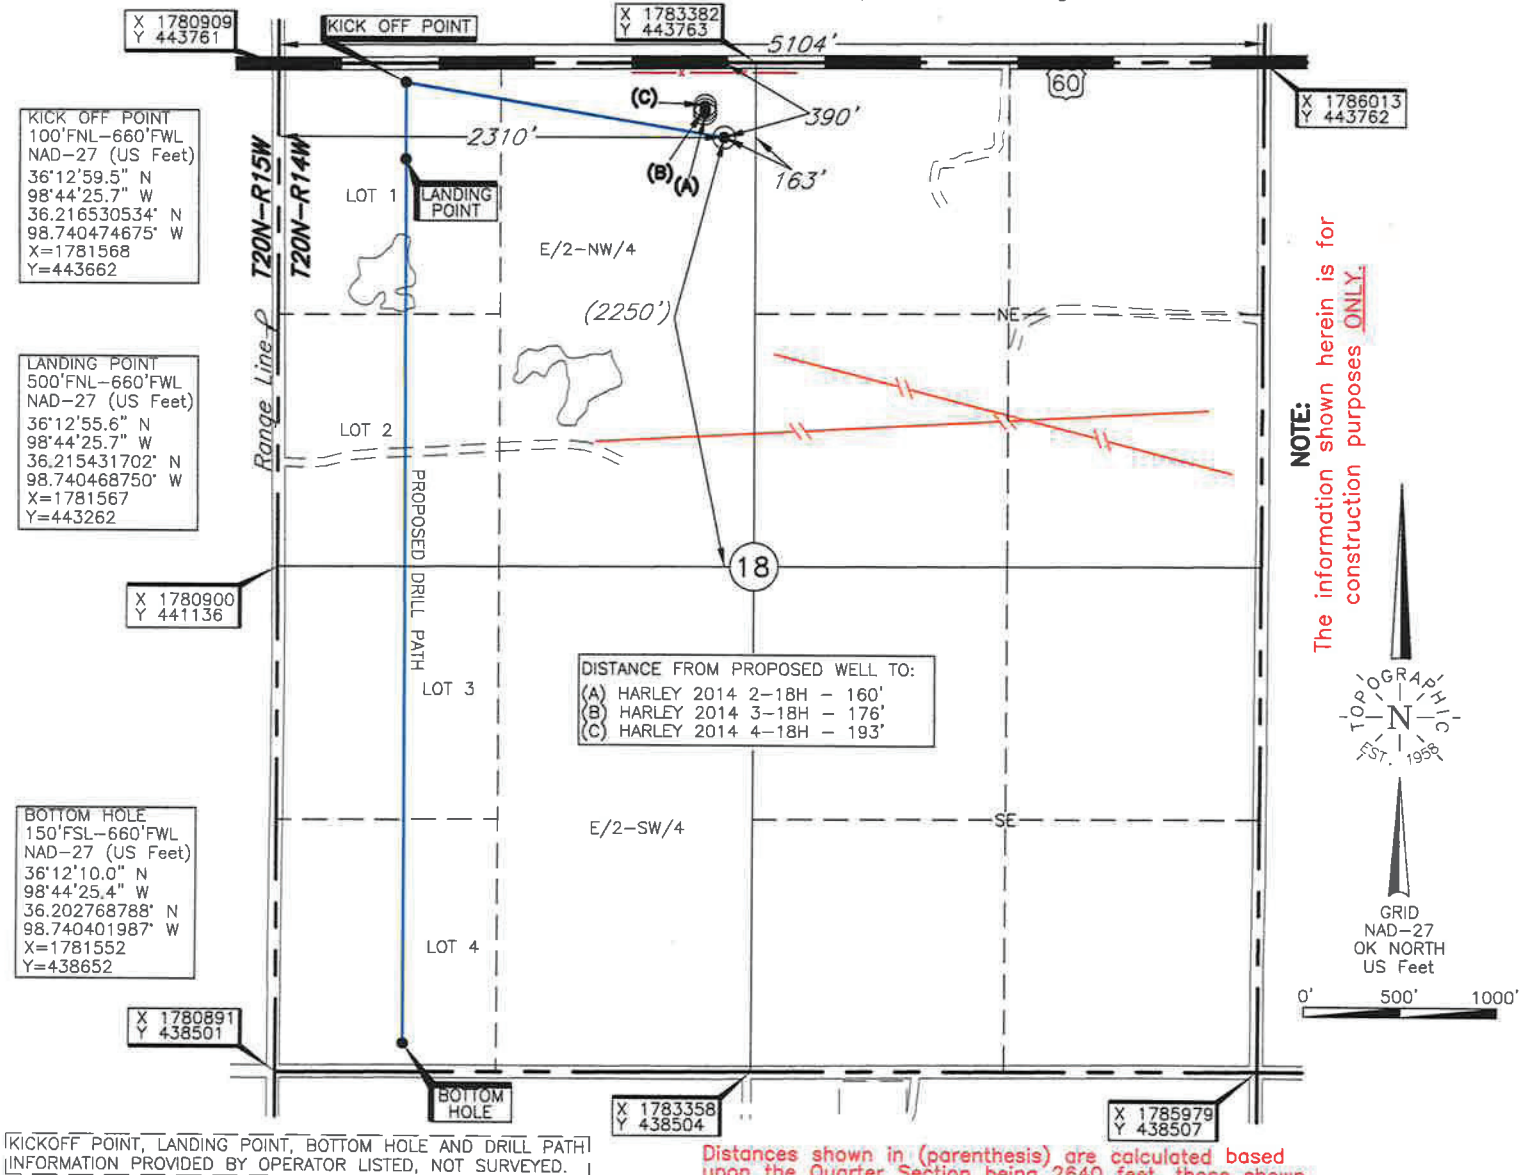 X 1780909
Y 443761
KICK OFF POINT
X 1783382
Y 443763
5104'
60
X 1786013
Y 443762
KICK OFF POINT
100'FNL-660'FWL
NAD-27 (US Feet)
36°12'59.5" N
98°44'25.7" W
36.216530534° N
98.740474675° W
X=1781568
Y=443662
T20N-R15W
T20N-R14W
2310'
(C)
(B)
(A)
390'
163'
LOT 1
LANDING
POINT
E/2-NW/4
(2250')
NE
LANDING POINT
500'FNL-660'FWL
NAD-27 (US Feet)
36°12'55.6" N
98°44'25.7" W
36.215431702° N
98.740468750° W
X=1781567
Y=443262
Range Line
LOT 2
PROPOSED DRILL PATH
NOTE:
The information shown herein is for
construction purposes ONLY.
X 1780900
Y 441136
18
DISTANCE FROM PROPOSED WELL TO:
(A) HARLEY 2014 2-18H - 160'
(B) HARLEY 2014 3-18H - 176'
(C) HARLEY 2014 4-18H - 193'
LOT 3
TOPOGRAPHIC
N
EST. 1958
BOTTOM HOLE
150'FSL-660'FWL
NAD-27 (US Feet)
36°12'10.0" N
98°44'25.4" W
36.202768788° N
98.740401987° W
X=1781552
Y=438652
E/2-SW/4
SE
LOT 4
GRID
NAD-27
OK NORTH
US Feet
0' 500' 1000'
X 1780891
Y 438501
BOTTOM
HOLE
X 1783358
Y 438504
X 1785979
Y 438507
KICKOFF POINT, LANDING POINT, BOTTOM HOLE AND DRILL PATH
INFORMATION PROVIDED BY OPERATOR LISTED, NOT SURVEYED.
Distances shown in (parenthesis) are calculated based
upon the Quarter Section being 2640 feet, those shown